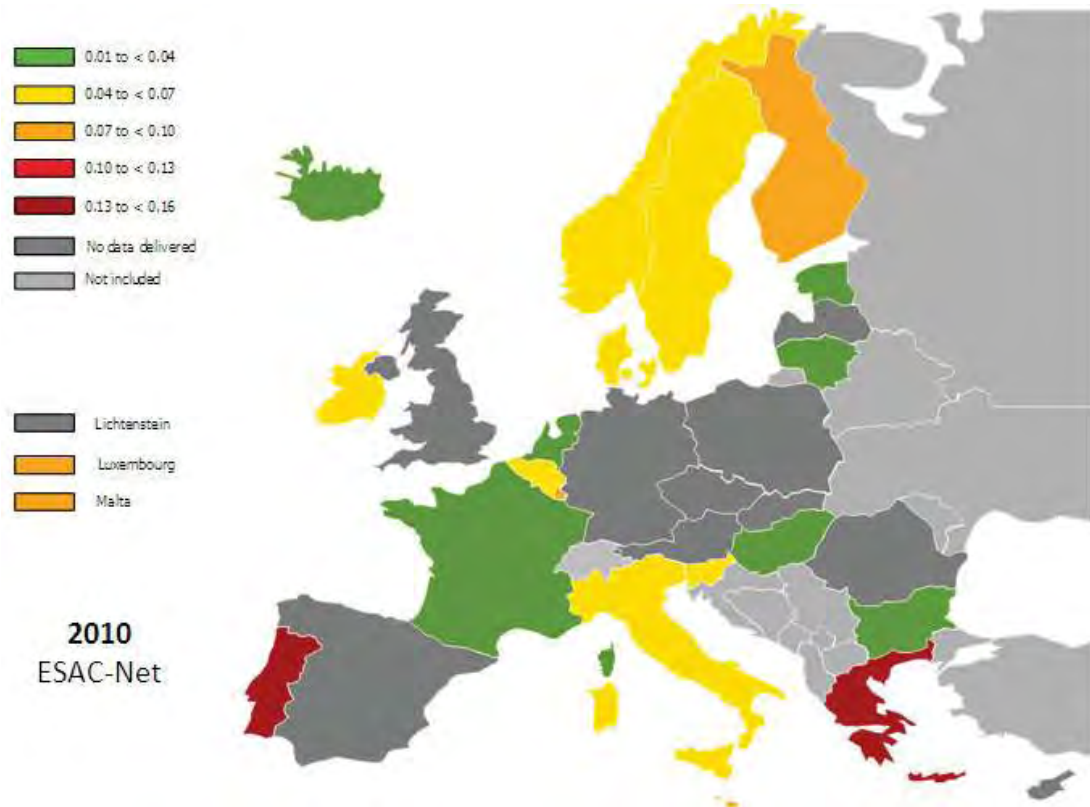 0.01 to < 0.04
0.04 to < 0.07
0.07 to < 0.10
0.10 to < 0.13
0.13 to < 0.16
No data delivered
Not included
Lichtenstein
Luxembourg
Malta
2010
ESAC-Net